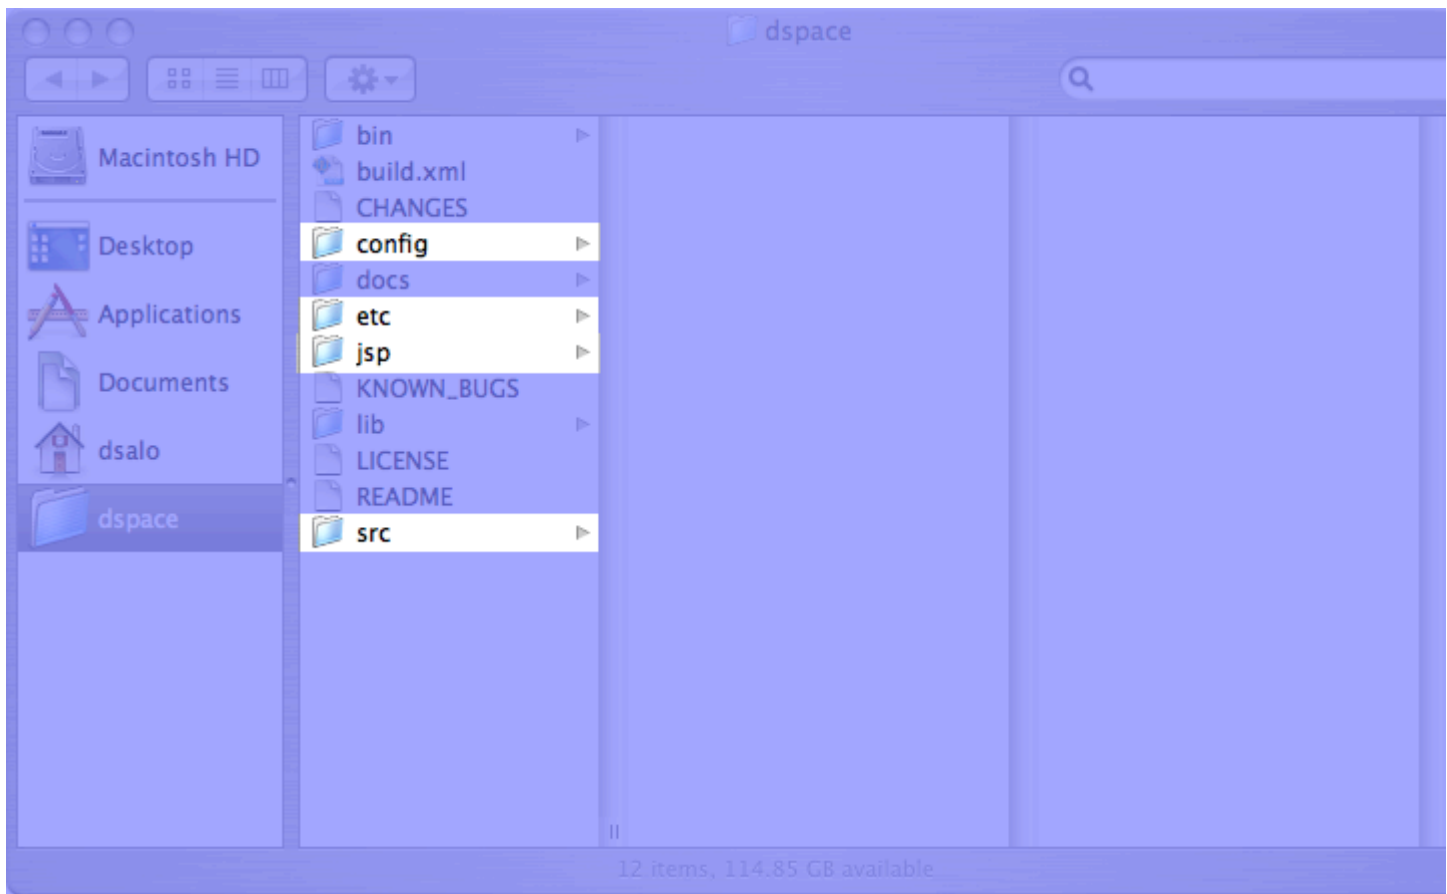 dspace
Macintosh HD
Desktop
Applications
Documents
dsalo
dspace
bin
build.xml
CHANGES
config
docs
etc
jsp
KNOWN_BUGS
lib
LICENSE
README
src
12 items, 114.85 GB available